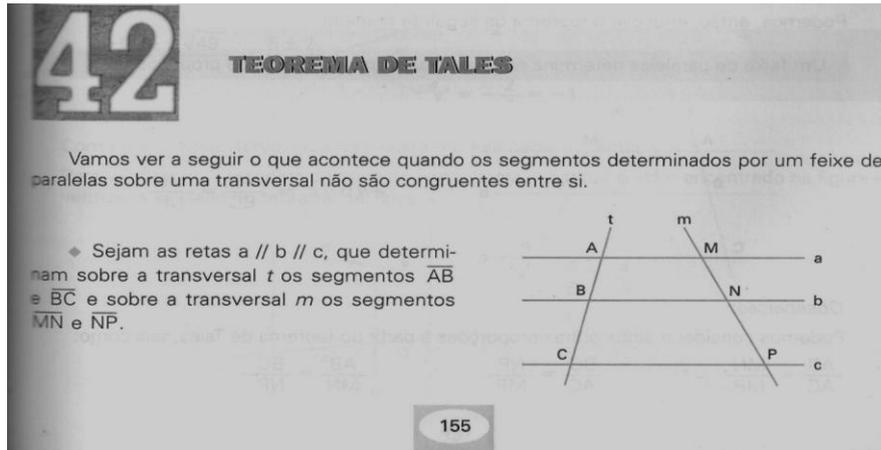 42
TEOREMA DE TALES
Vamos ver a seguir o que acontece quando os segmentos determinados por um feixe de
paralelas sobre uma transversal não são congruentes entre si.
◆ Sejam as retas a // b // c, que determi-
nam sobre a transversal t os segmentos AB
e BC e sobre a transversal m os segmentos
MN e NP.
t m
A M a
B N b
C P c
155